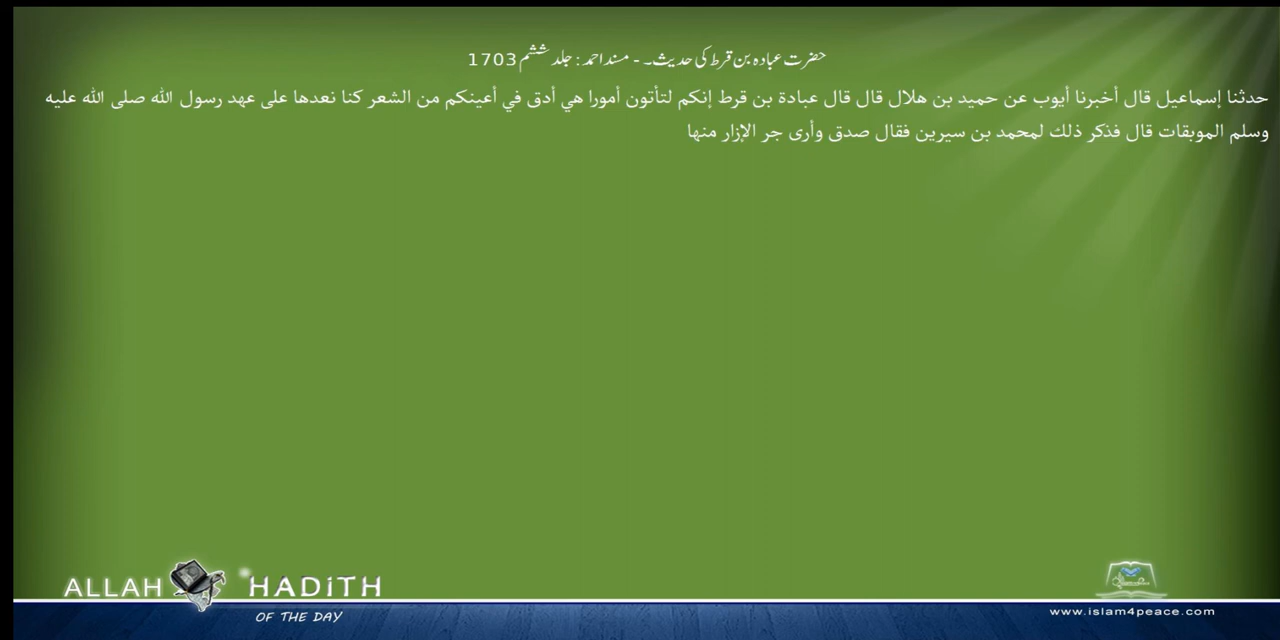 حضرت عبادہ بن قرط کی حدیث۔ - مسند احمد : جلد ششم 1703
حدثنا إسماعيل قال أخبرنا أيوب عن حميد بن هلال قال قال عبادة بن قرط إنكم لتأتون أمورا هي أدق في أعينكم من الشعر كنا نعدها على عهد رسول الله صلى الله عليه
وسلم الموبقات قال فذكر ذلك لمحمد بن سيرين فقال صدق وأرى جر الإزار منها
ALLAH HADITH
OF THE DAY
www.islam4peace.com